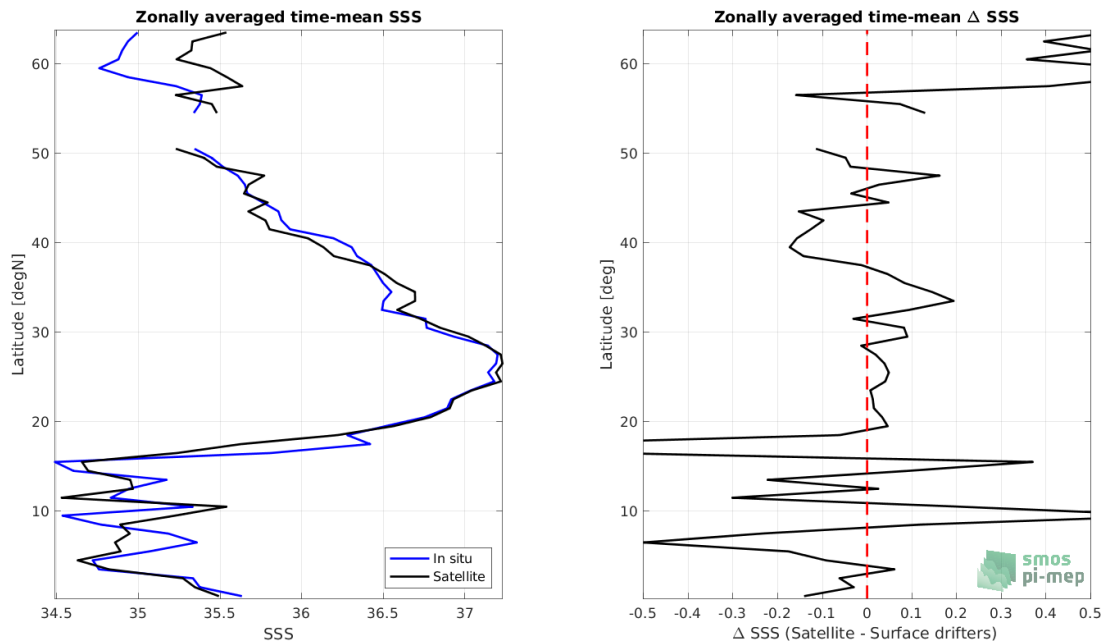 Zonally averaged time-mean SSS
60
50
40
30
20
10
Latitude [degN]
34.5 35 35.5 36 36.5 37
SSS
In situ
Satellite
Zonally averaged time-mean Δ SSS
60
50
40
30
20
10
Latitude [deg]
-0.5 -0.4 -0.3 -0.2 -0.1 0 0.1 0.2 0.3 0.4 0.5
Δ SSS (Satellite - Surface drifters)
smos
pi-mep